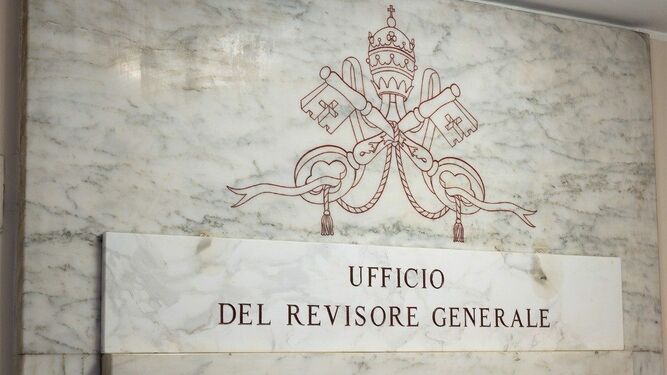 UFFICIO
DEL REVISORE GENERALE